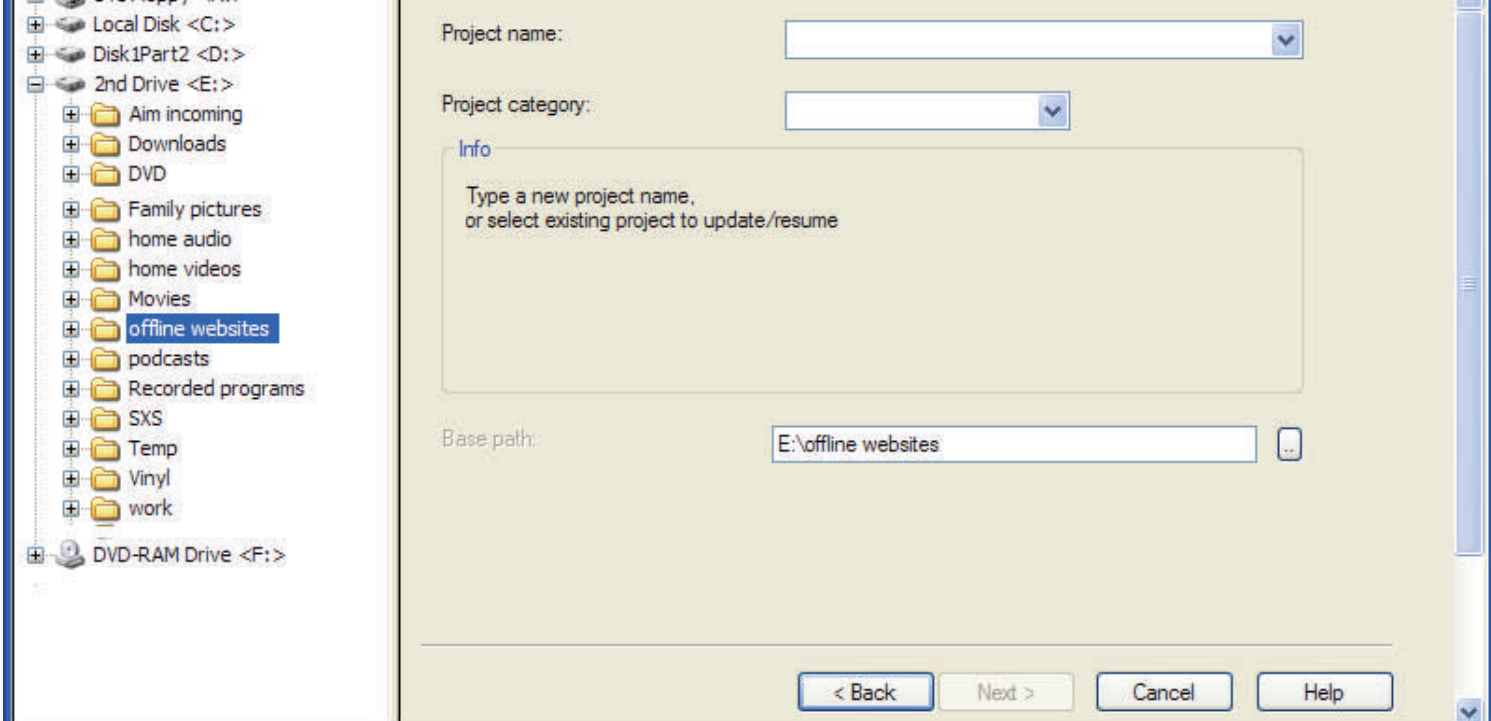 Local Disk <C:>
Disk1Part2 <D:>
2nd Drive <E:>
Aim incoming
Downloads
DVD
Family pictures
home audio
home videos
Movies
offline websites
podcasts
Recorded programs
SXS
Temp
Vinyl
work
DVD-RAM Drive <F:>
Project name:
Project category:
Info
Type a new project name,
or select existing project to update/resume
Base path:
E:\offline websites
..
< Back
Next >
Cancel
Help